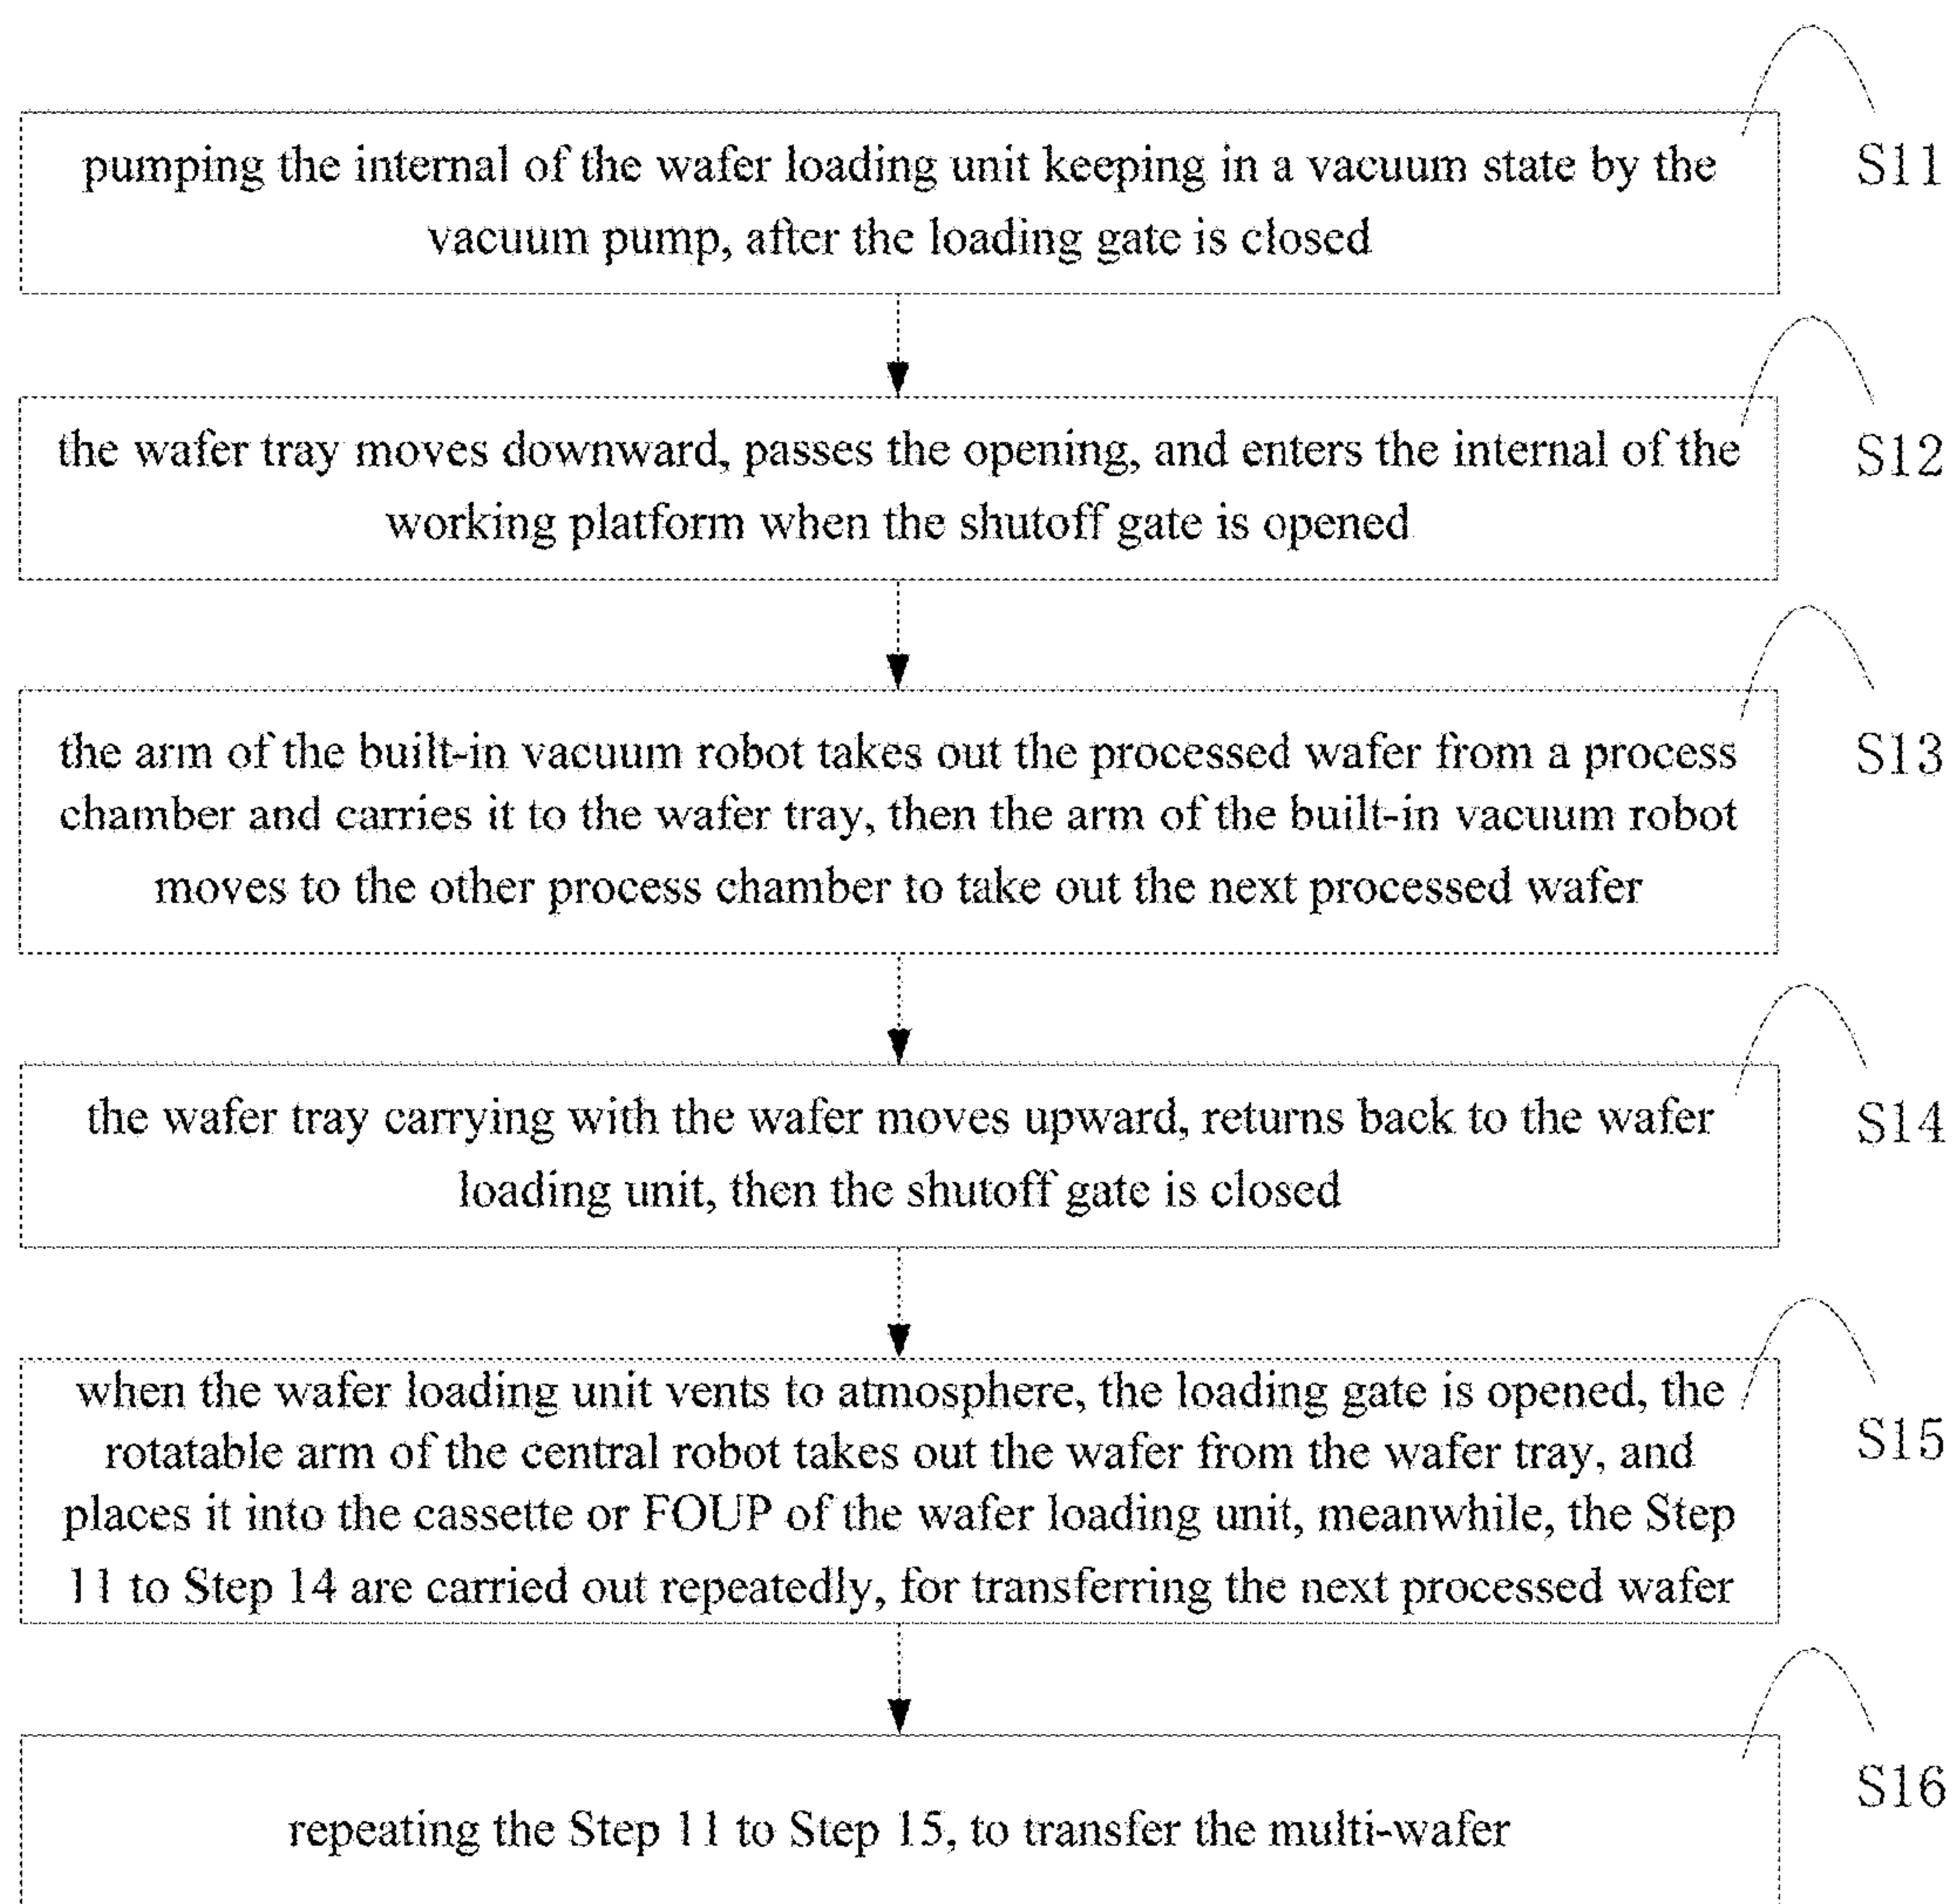 pumping the internal of the wafer loading unit keeping in a vacuum state by the
vacuum pump, after the loading gate is closed
S11
the wafer tray moves downward, passes the opening, and enters the internal of the
working platform when the shutoff gate is opened
S12
the arm of the built-in vacuum robot takes out the processed wafer from a process
chamber and carries it to the wafer tray, then the arm of the built-in vacuum robot
moves to the other process chamber to take out the next processed wafer
S13
the wafer tray carrying with the wafer moves upward, returns back to the wafer
loading unit, then the shutoff gate is closed
S14
when the wafer loading unit vents to atmosphere, the loading gate is opened, the
rotatable arm of the central robot takes out the wafer from the wafer tray, and
places it into the cassette or FOUP of the wafer loading unit, meanwhile, the Step
11 to Step 14 are carried out repeatedly, for transferring the next processed wafer
S15
repeating the Step 11 to Step 15, to transfer the multi-wafer
S16